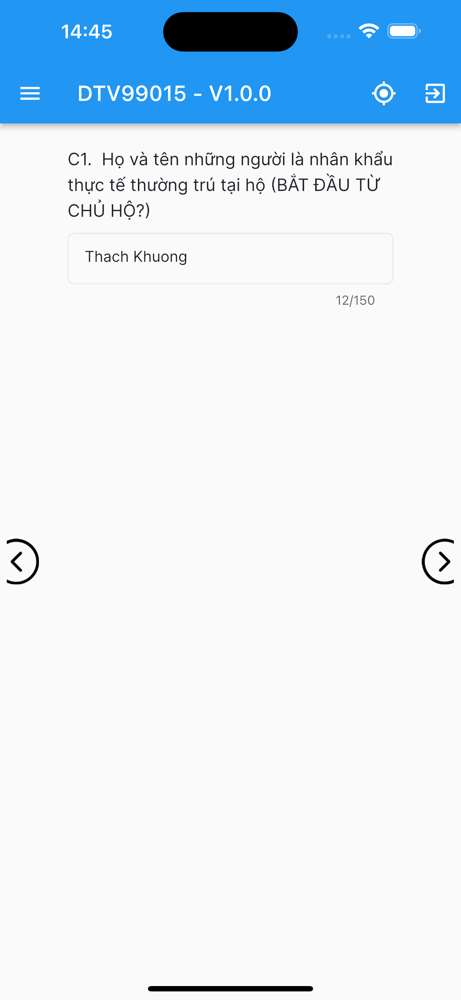 14:45
DTV99015 - V1.0.0
C1.  Họ và tên những người là nhân khẩu
thực tế thường trú tại hộ (BẮT ĐẦU TỪ
CHỦ HỘ?)
Thach Khuong
12/150